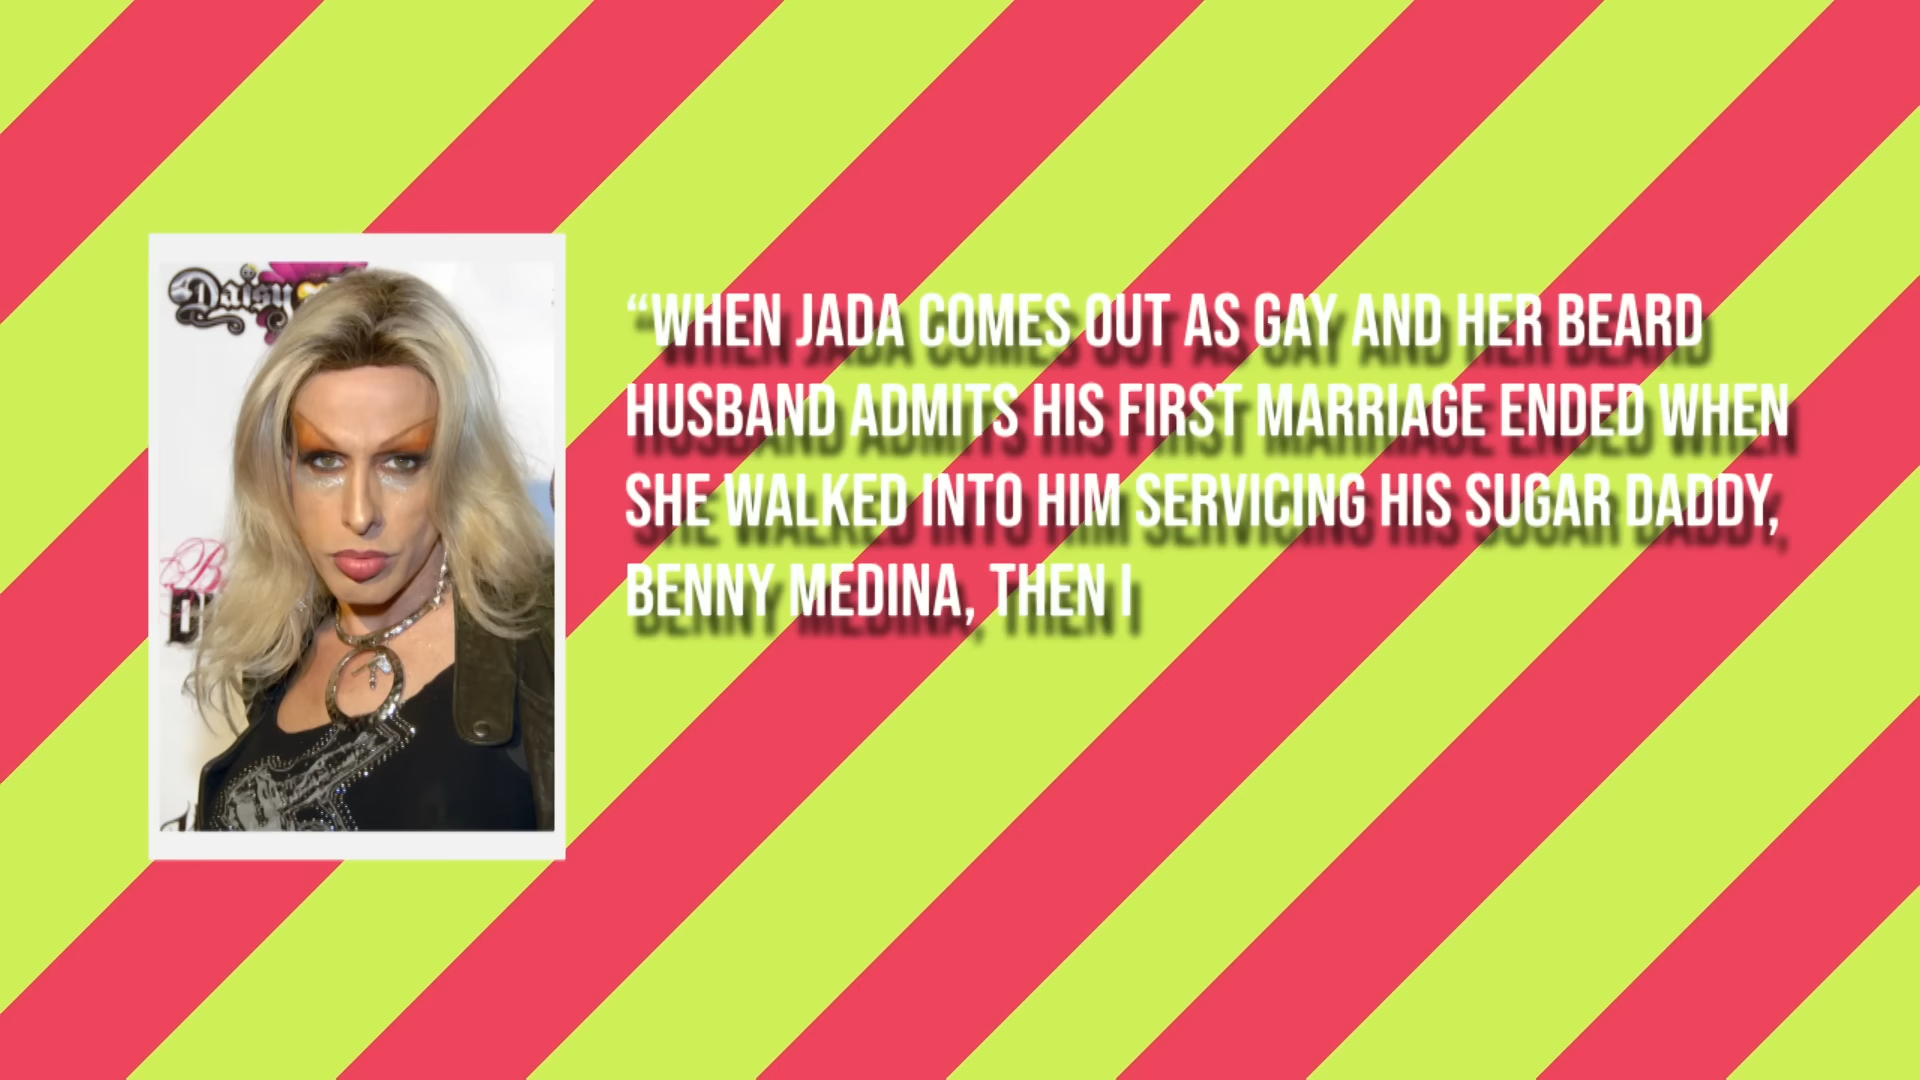 Daisy
“WHEN JADA COMES OUT AS GAY AND HER BEARD
HUSBAND ADMITS HIS FIRST MARRIAGE ENDED WHEN
SHE WALKED INTO HIM SERVICING HIS SUGAR DADDY,
BENNY MEDINA, THEN I